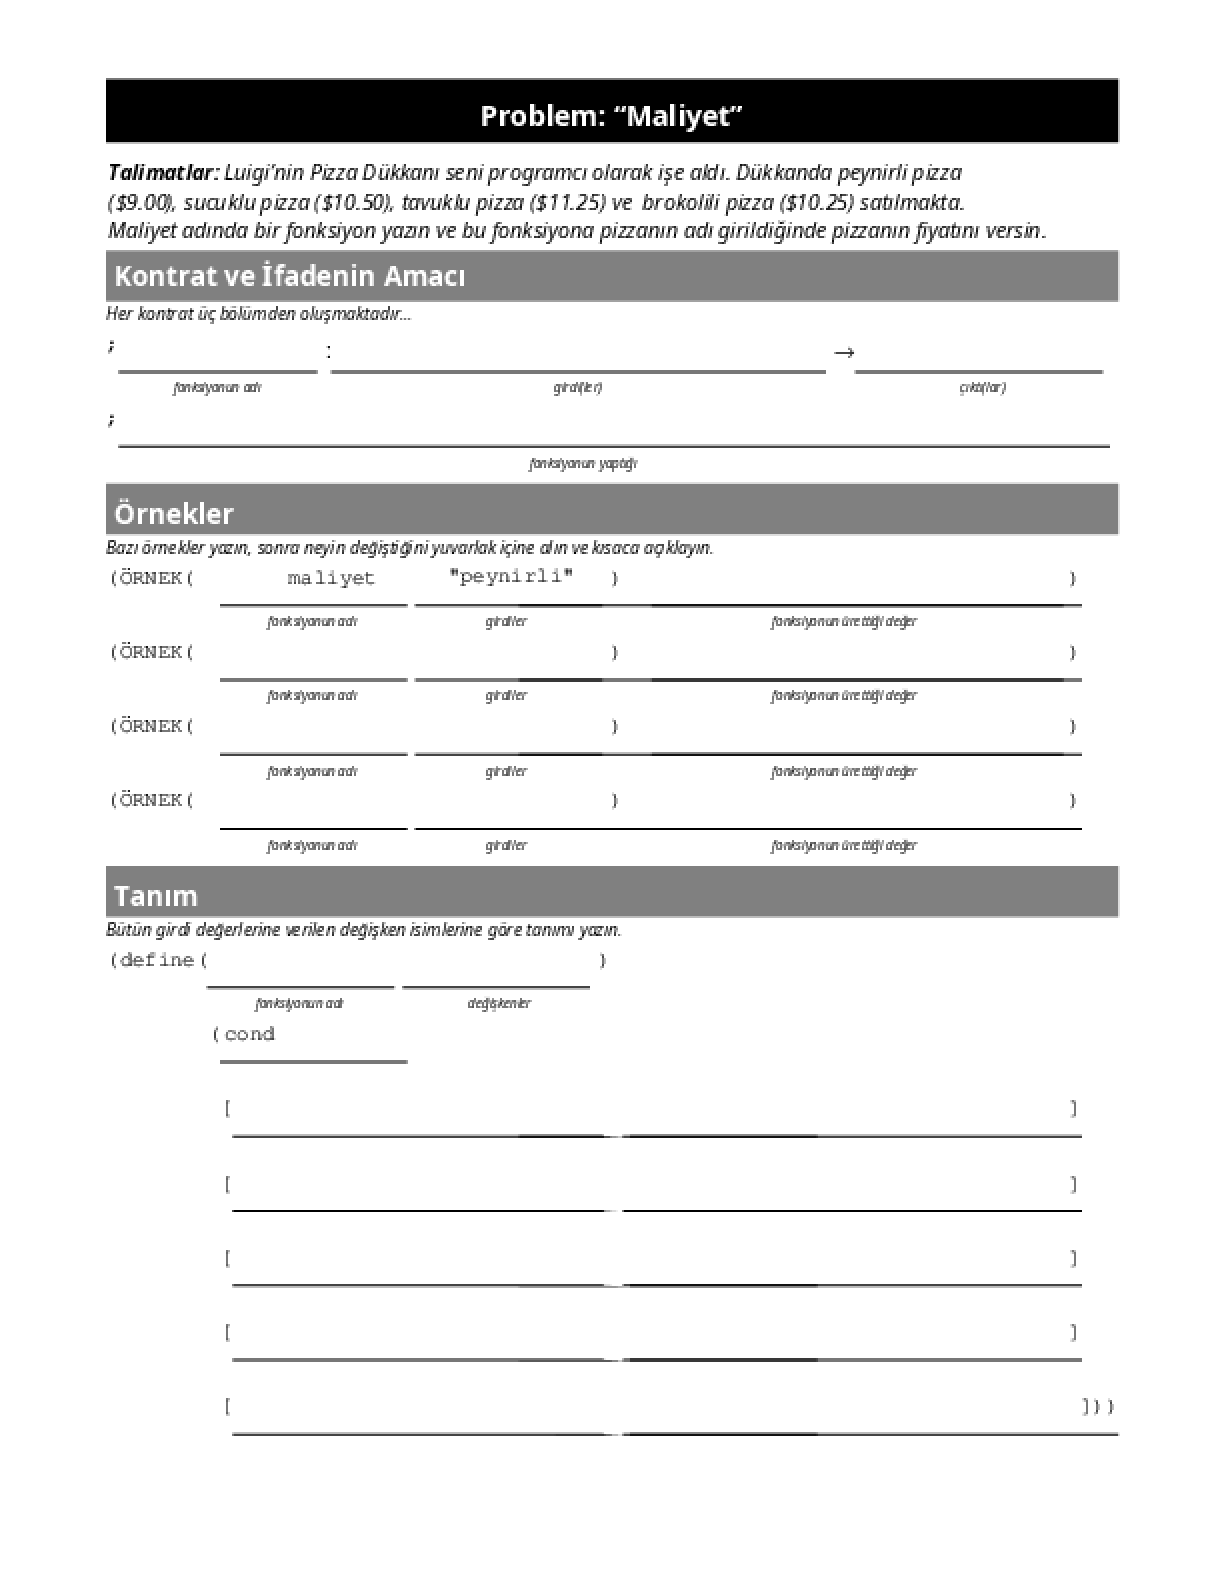 Problem: “Maliyet”
Talimatlar: Luigi’nin Pizza Dükkanı seni programcı olarak işe aldı. Dükkanda peynirli pizza
($9.00), sucuklu pizza ($10.50), tavuklu pizza ($11.25) ve brokolili pizza ($10.25) satılmakta.
Maliyet adında bir fonksiyon yazın ve bu fonksiyona pizzanın adı girildiğinde pizzanın fiyatını versin.
Kontrat ve İfadenin Amacı
Her kontrat üç bölümden oluşmaktadır...
; : →
fonksiyonun adı girdi(ler) çıktı(lar)
;
fonksiyonun yaptığı
Örnekler
Bazı örnekler yazın, sonra neyin değiştiğini yuvarlak içine alın ve kısaca açıklayın.
(ÖRNEK( maliyet "peynirli" ) )
fonksiyonun adı girdiler fonksiyonun ürettiği değer
(ÖRNEK( ) )
fonksiyonun adı girdiler fonksiyonun ürettiği değer
(ÖRNEK( ) )
fonksiyonun adı girdiler fonksiyonun ürettiği değer
(ÖRNEK( ) )
fonksiyonun adı girdiler fonksiyonun ürettiği değer
Tanım
Bütün girdi değerlerine verilen değişken isimlerine göre tanımı yazın.
(define( )
fonksiyonun adı değişkenler
(cond
[ ]
[ ]
[ ]
[ ]
[ ]))